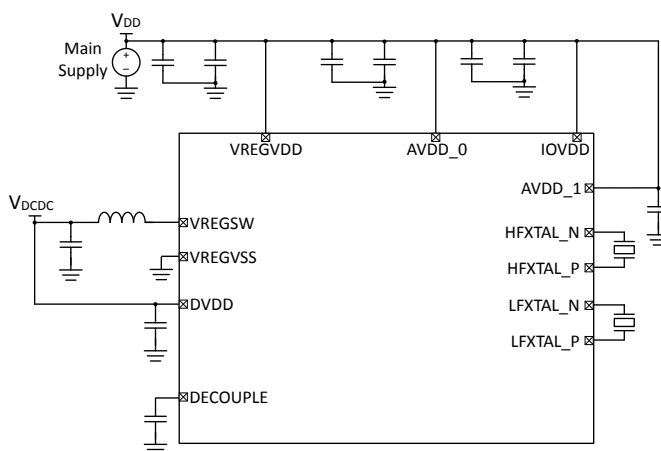 VDD
Main
Supply
+
−
VREGVDD
AVDD_0
IOVDD
AVDD_1
VDCDC
VREGSW
HFXTAL_N
VREGVSS
HFXTAL_P
DVDD
LFXTAL_N
LFXTAL_P
DECOUPLE